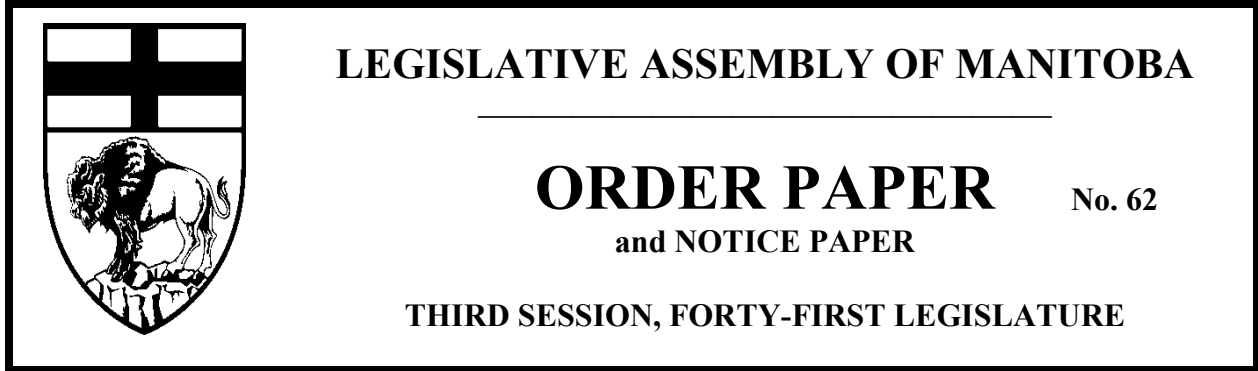 LEGISLATIVE ASSEMBLY OF MANITOBA
ORDER PAPER No. 62
and NOTICE PAPER
THIRD SESSION, FORTY-FIRST LEGISLATURE